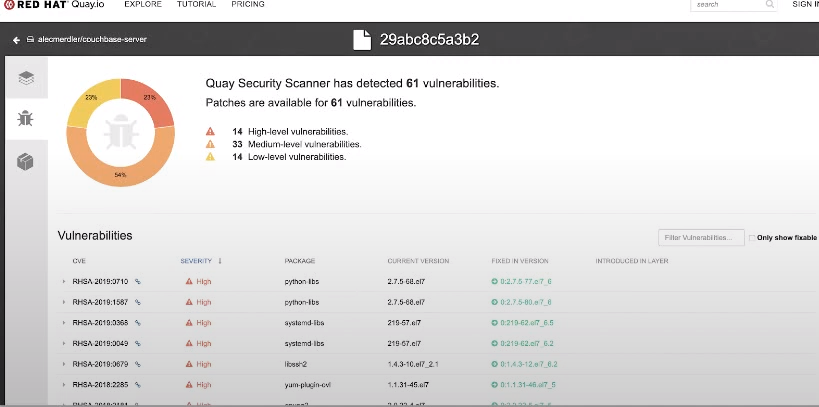 RED HAT Quay.io EXPLORE TUTORIAL PRICING search SIGN IN
alecmerdler/couchbase-server 29abc8c5a3b2
23% 23%
54%
Quay Security Scanner has detected 61 vulnerabilities.
Patches are available for 61 vulnerabilities.
14 High-level vulnerabilities.
33 Medium-level vulnerabilities.
14 Low-level vulnerabilities.
Vulnerabilities Filter Vulnerabilities... Only show fixable
CVE SEVERITY PACKAGE CURRENT VERSION FIXED IN VERSION INTRODUCED IN LAYER
RHSA-2019:0710 High python-libs 2.7.5-68.el7 0:2.7.5-77.el7_6
RHSA-2019:1587 High python-libs 2.7.5-68.el7 0:2.7.5-80.el7_6
RHSA-2019:0368 High systemd-libs 219-57.el7 0:219-62.el7_6.5
RHSA-2019:0049 High systemd-libs 219-57.el7 0:219-62.el7_6.2
RHSA-2019:0679 High libssh2 1.4.3-10.el7_2.1 0:1.4.3-12.el7_6.2
RHSA-2018:2285 High yum-plugin-ovl 1.1.31-45.el7 0:1.1.31-46.el7_5
High